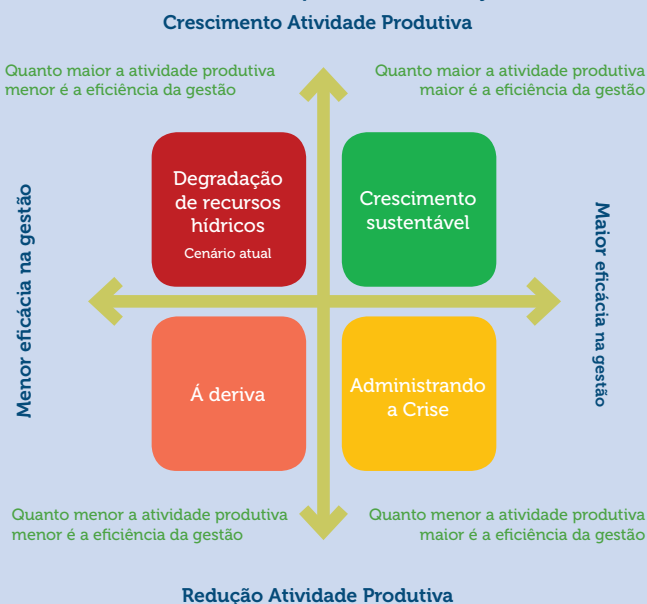 Crescimento Atividade Produtiva
Quanto maior a atividade produtiva
menor é a eficiência da gestão
Quanto maior a atividade produtiva
maior é a eficiência da gestão
Degradação
de recursos
hídricos
Cenário atual
Crescimento
sustentável
Menor eficácia na gestão
Maior eficácia na gestão
Á deriva
Administrando
a Crise
Quanto menor a atividade produtiva
menor é a eficiência da gestão
Quanto menor a atividade produtiva
maior é a eficiência da gestão
Redução Atividade Produtiva